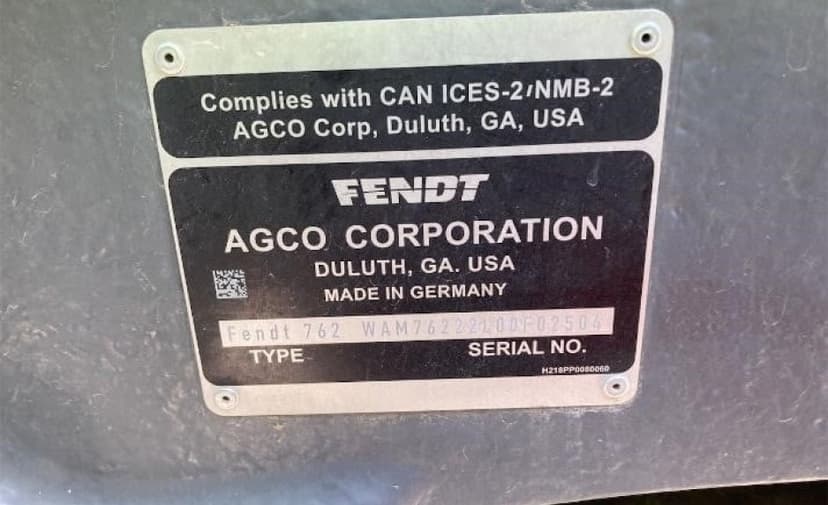 Complies with CAN ICES-2/NMB-2
AGCO Corp, Duluth, GA, USA
FENDT
AGCO CORPORATION
DULUTH, GA. USA
MADE IN GERMANY
Fendt 762
TYPE
SERIAL NO.
H218PP0080060